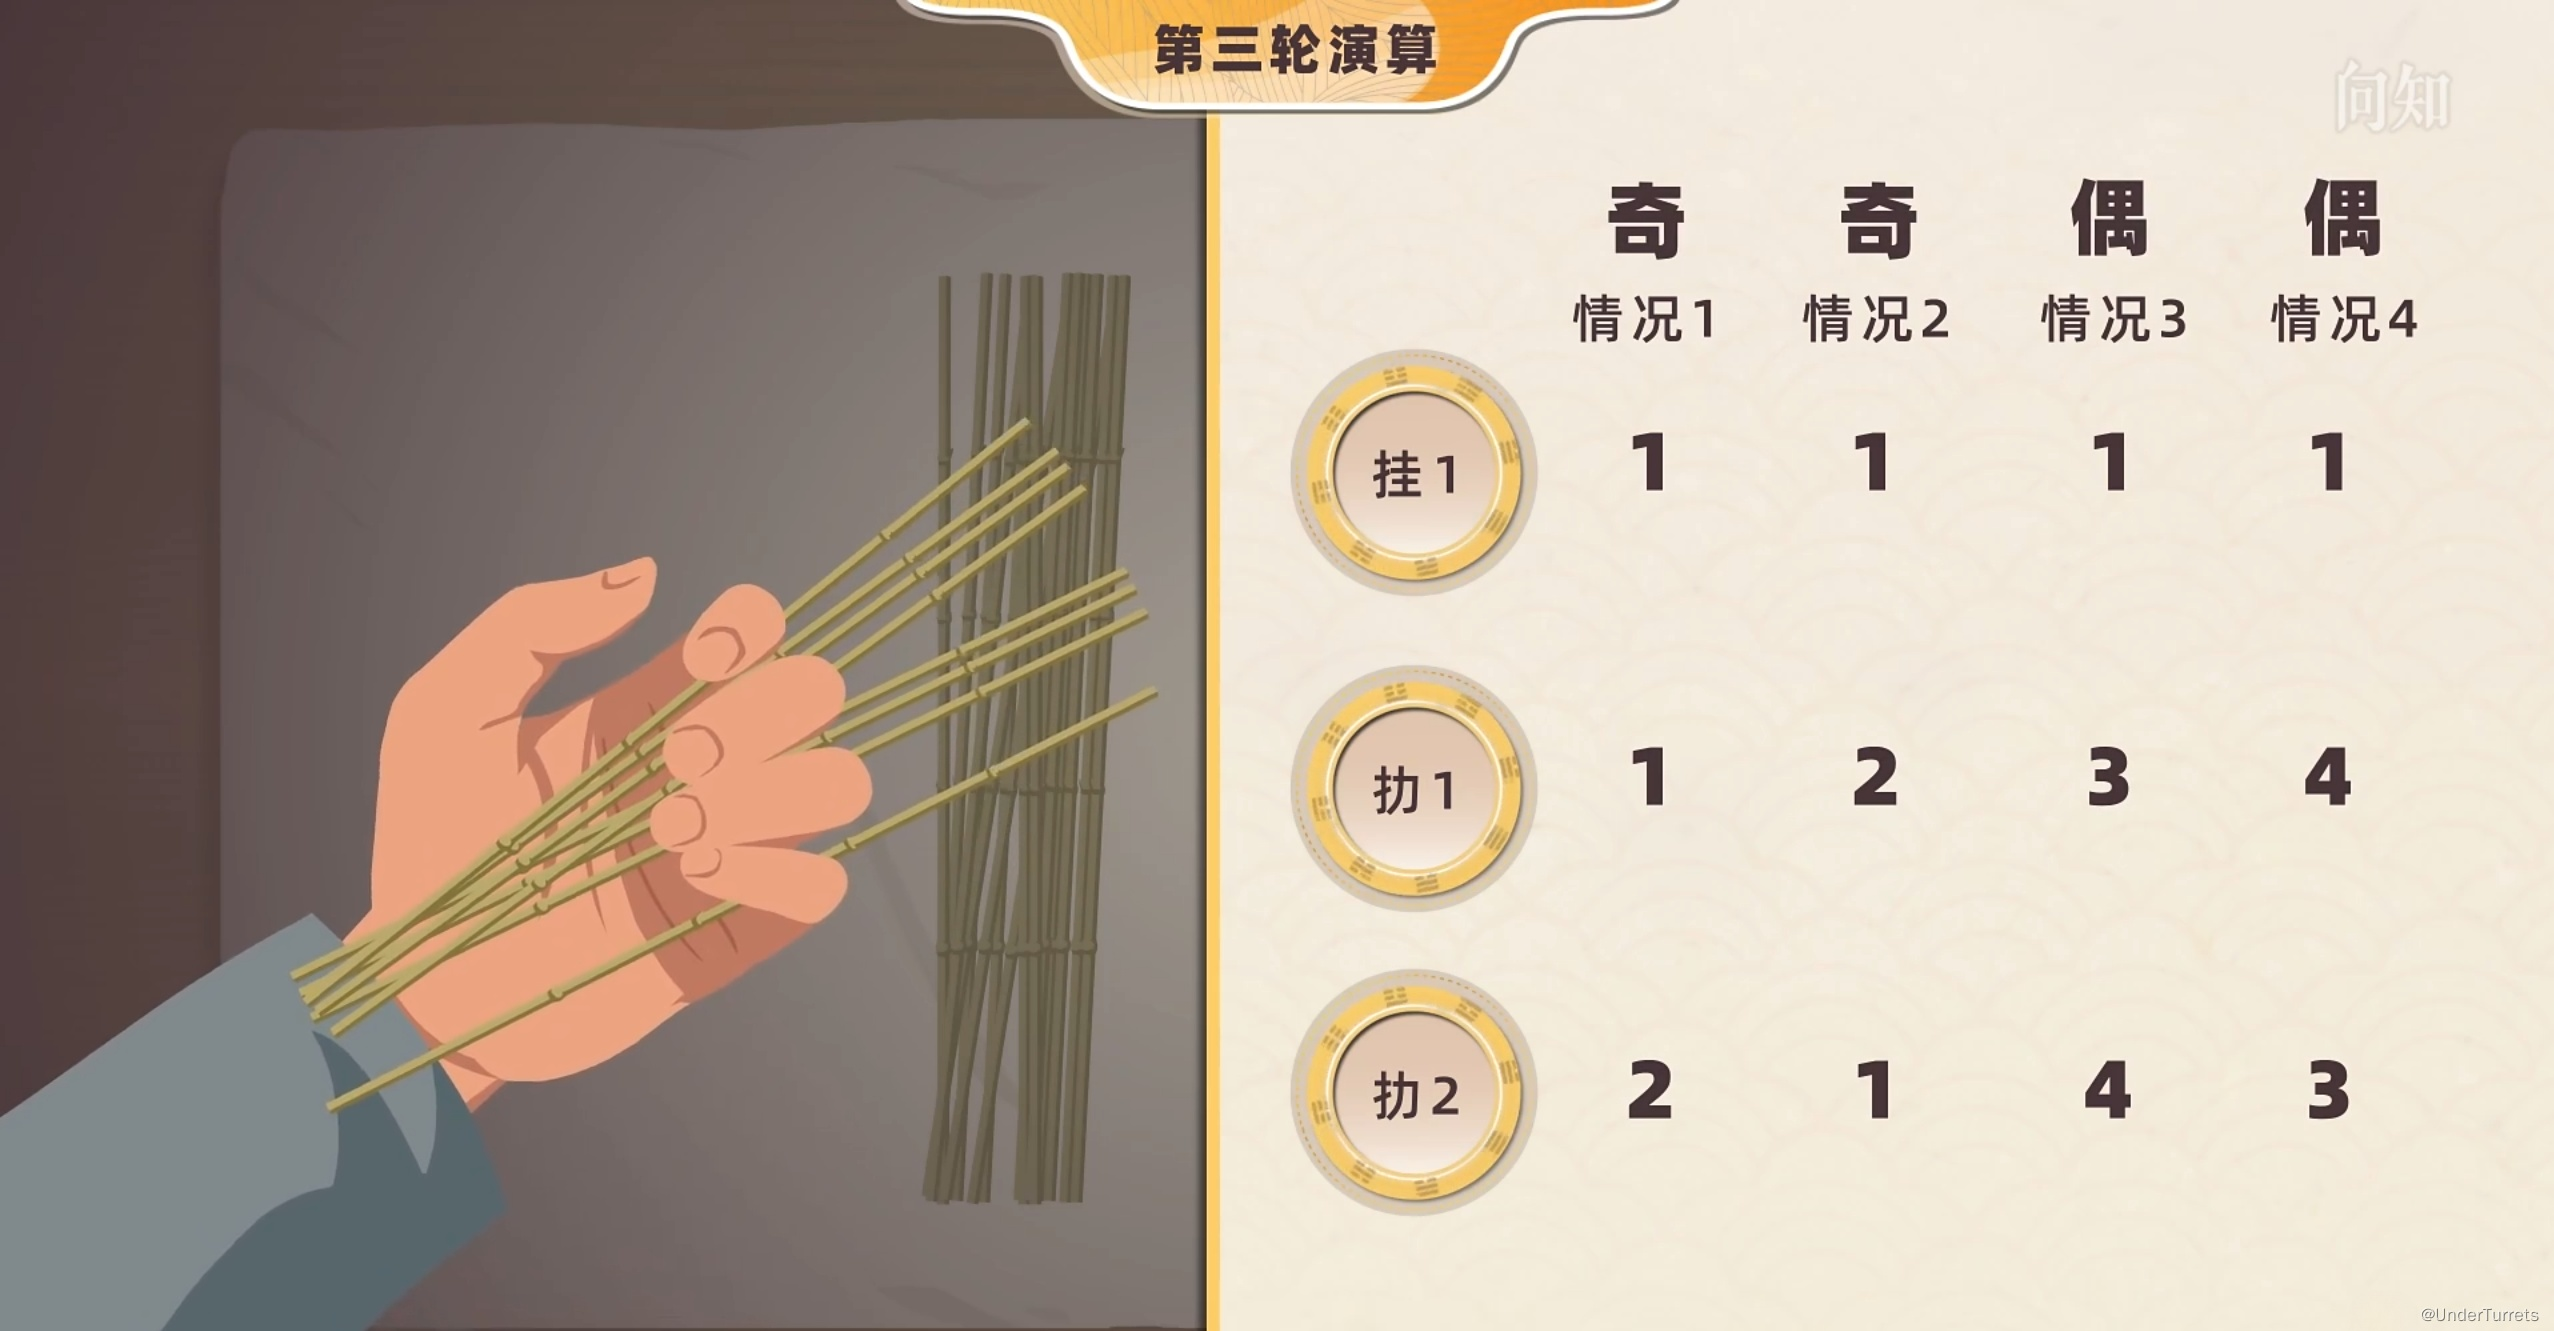 第三轮演算
问知
奇 奇 偶 偶
情况1 情况2 情况3 情况4
挂1 1 1 1 1
扐1 1 2 3 4
扐2 2 1 4 3
@UnderTurrets